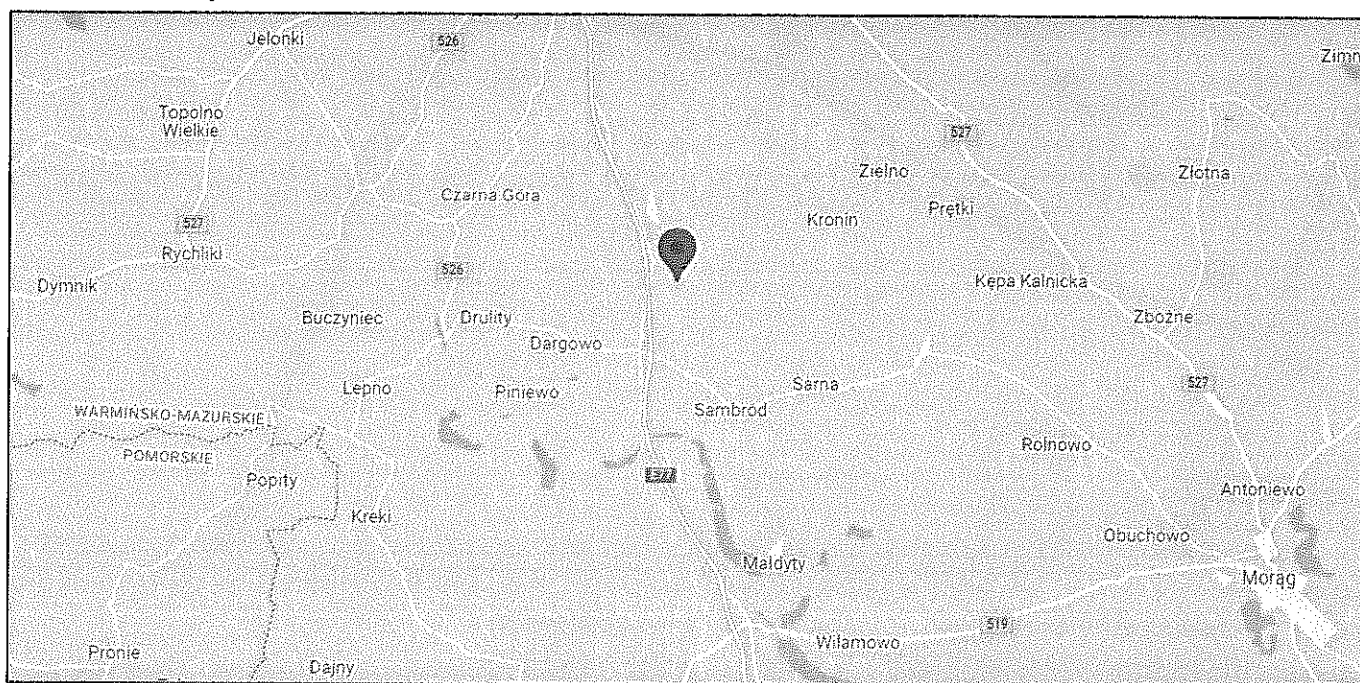 Jelonki
526
Zimn
Topolno
Wielkie
527
Zielno
Złotna
Czarna Góra
Prętki
Kronin
527
Rychliki
526
Dymnik
Kępa Kalnicka
Buczyniec
Drulity
Zbożne
Dargowo
Lepno
Piniewo
Sarna
527
Sambród
WARMIŃSKO-MAZURSKIE
POMORSKIE
Rolnowo
Popity
Antoniewo
Kreki
Obuchowo
Małdyty
Morąg
519
Wilamowo
Pronie
Dajny